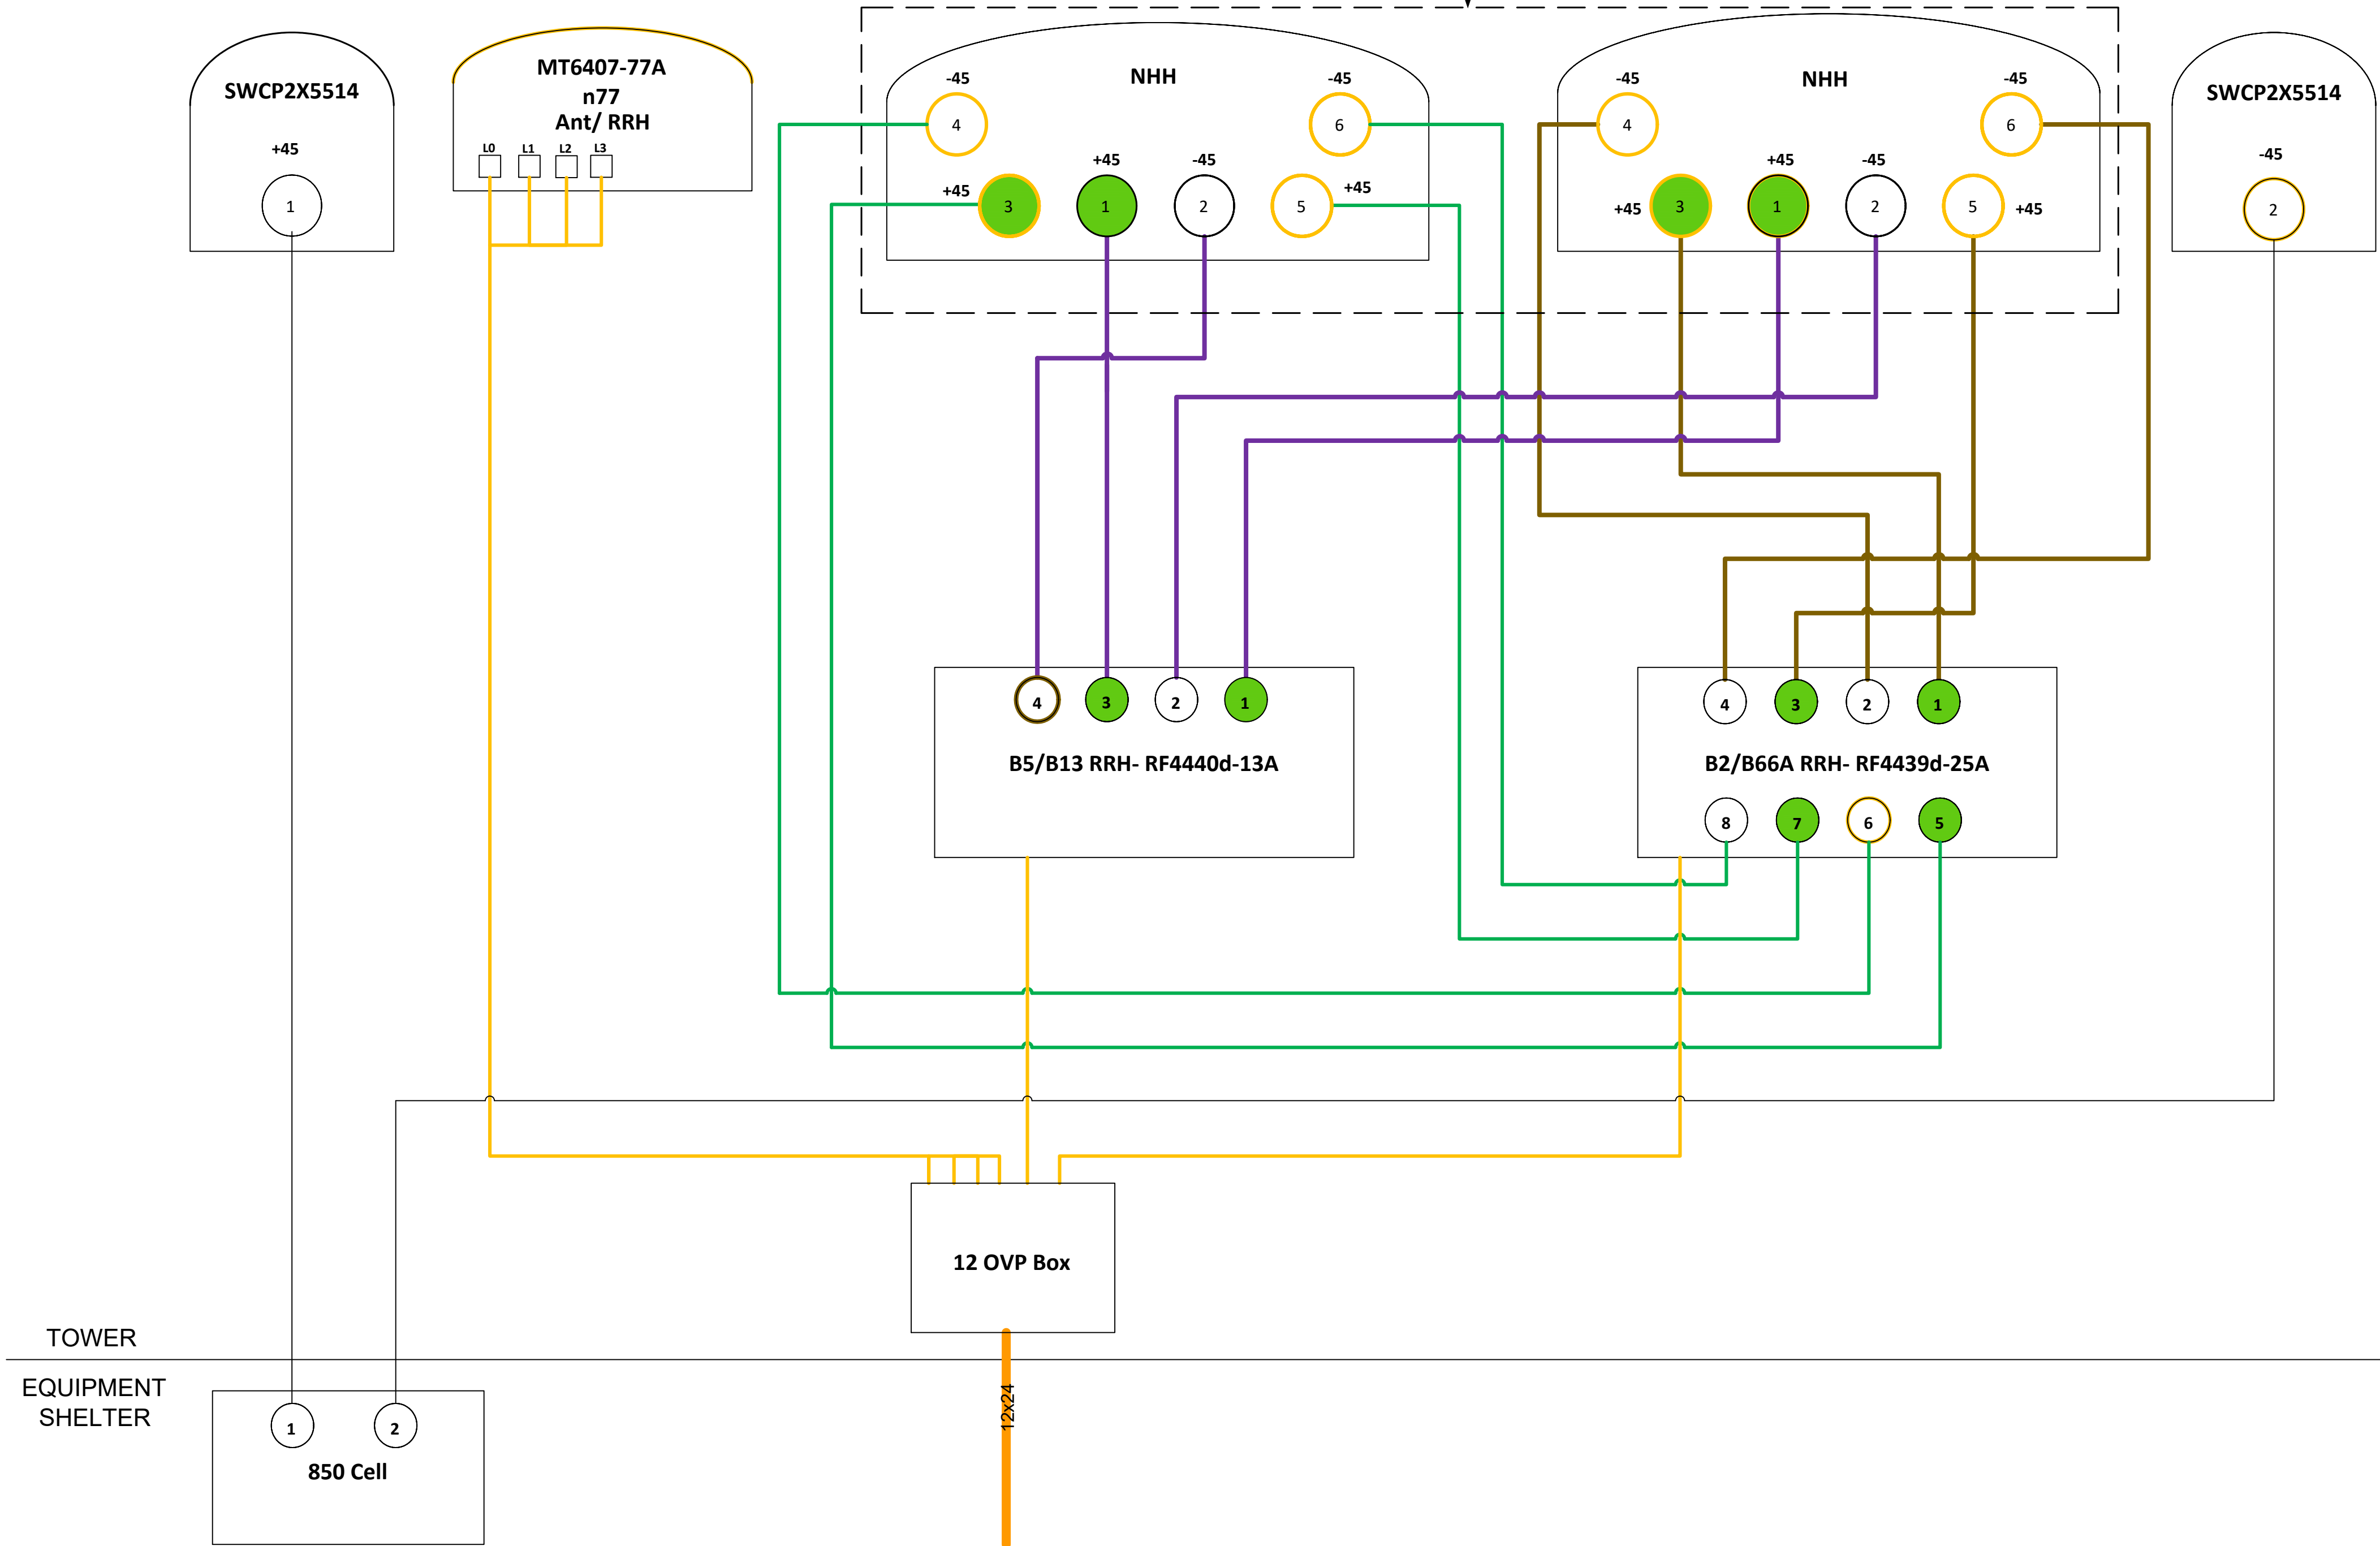 SWCP2X5514
+45
1
MT6407-77A
n77
Ant/ RRH
L0 L1 L2 L3
NHH
-45 -45
4 6
+45 -45
+45 3 1 2 5 +45
NHH
-45 -45
4 6
+45 -45
+45 3 1 2 5 +45
SWCP2X5514
-45
2
4 3 2 1
B5/B13 RRH- RF4440d-13A
4 3 2 1
B2/B66A RRH- RF4439d-25A
8 7 6 5
12 OVP Box
TOWER
EQUIPMENT
SHELTER
12x24
1 2
850 Cell